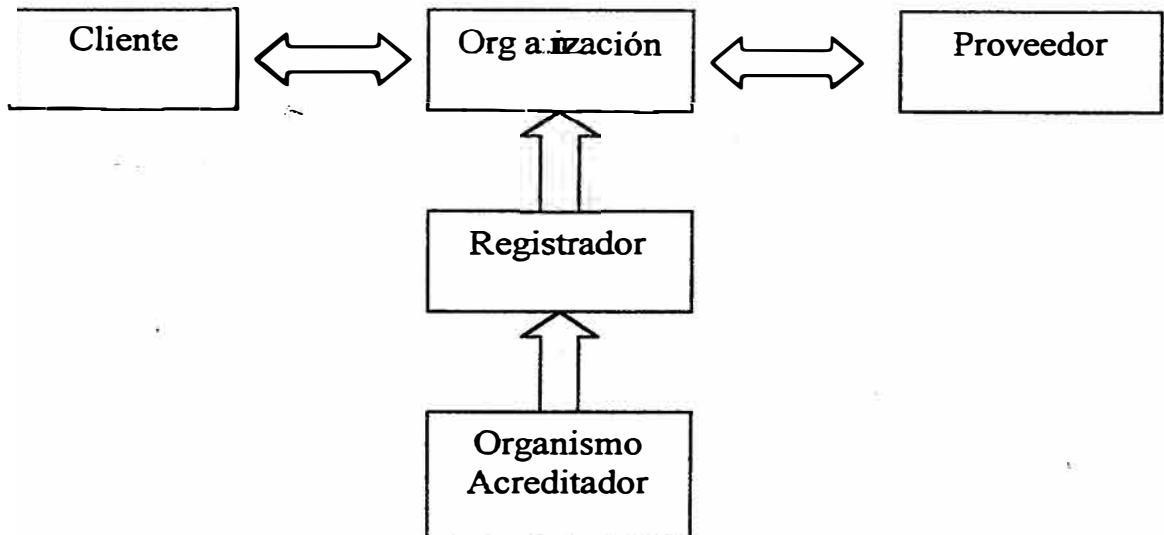 Cliente
Organización
Proveedor
Registrador
Organismo
Acreditador